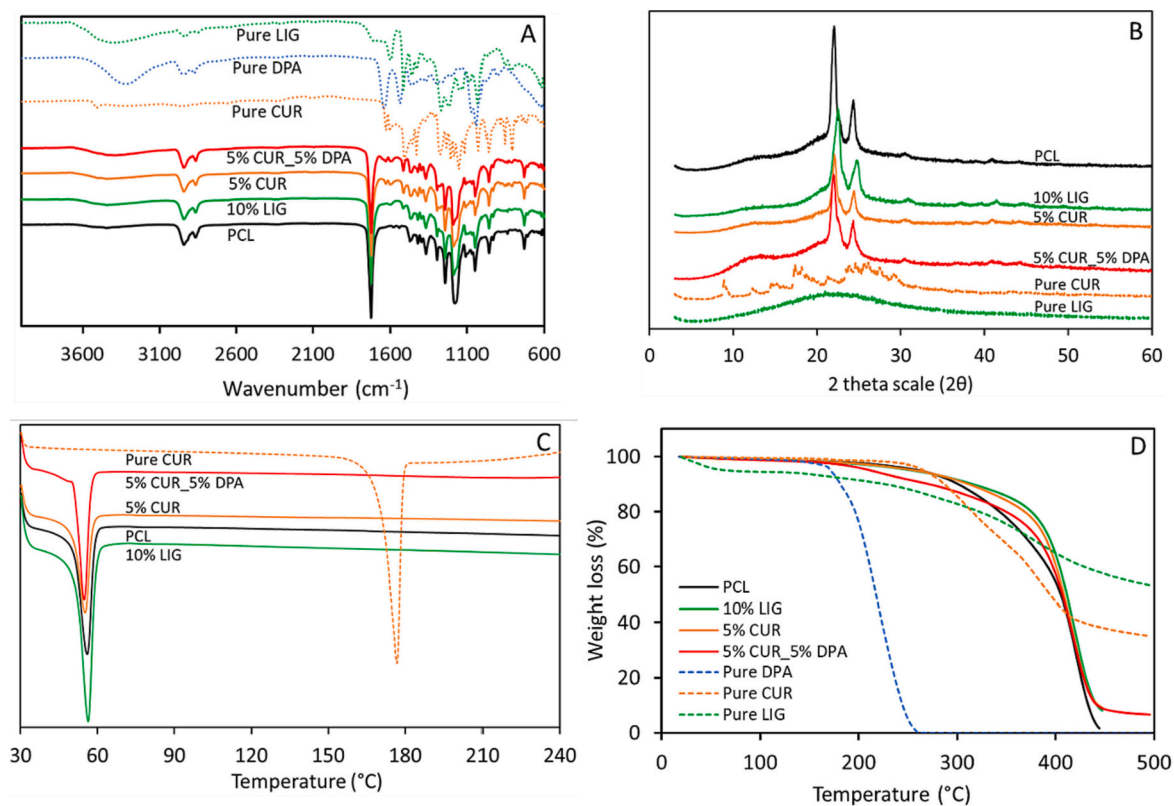 A
Pure LIG
Pure DPA
Pure CUR
5% CUR_5% DPA
5% CUR
10% LIG
PCL
3600 3100 2600 2100 1600 1100 600
Wavenumber (cm⁻¹)
B
PCL
10% LIG
5% CUR
5% CUR_5% DPA
Pure CUR
Pure LIG
0 10 20 30 40 50 60
2 theta scale (2θ)
C
Pure CUR
5% CUR_5% DPA
5% CUR
PCL
10% LIG
30 60 90 120 150 180 210 240
Temperature (°C)
D
Weight loss (%)
100
80
60
40
20
0
PCL
10% LIG
5% CUR
5% CUR_5% DPA
Pure DPA
Pure CUR
Pure LIG
0 100 200 300 400 500
Temperature (°C)